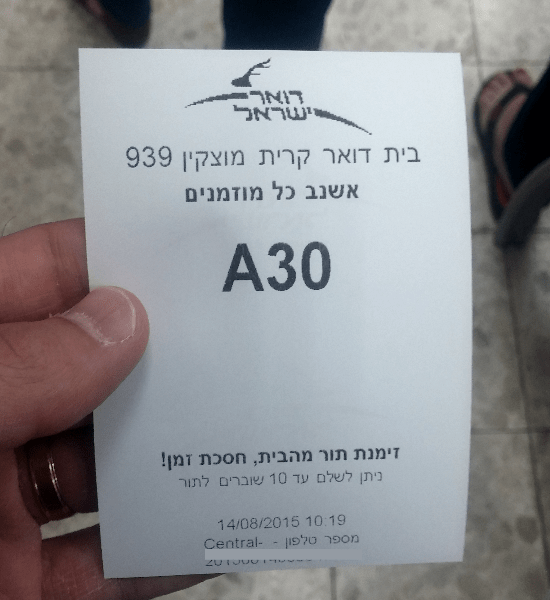 דואר
ישראל
בית דואר קרית מוצקין 939
אשנב כל מוזמנים
A30
זימנת תור מהבית, חסכת זמן!
ניתן לשלם עד 10 שוברים לתור
14/08/2015 10:19
מספר טלפון - -Central